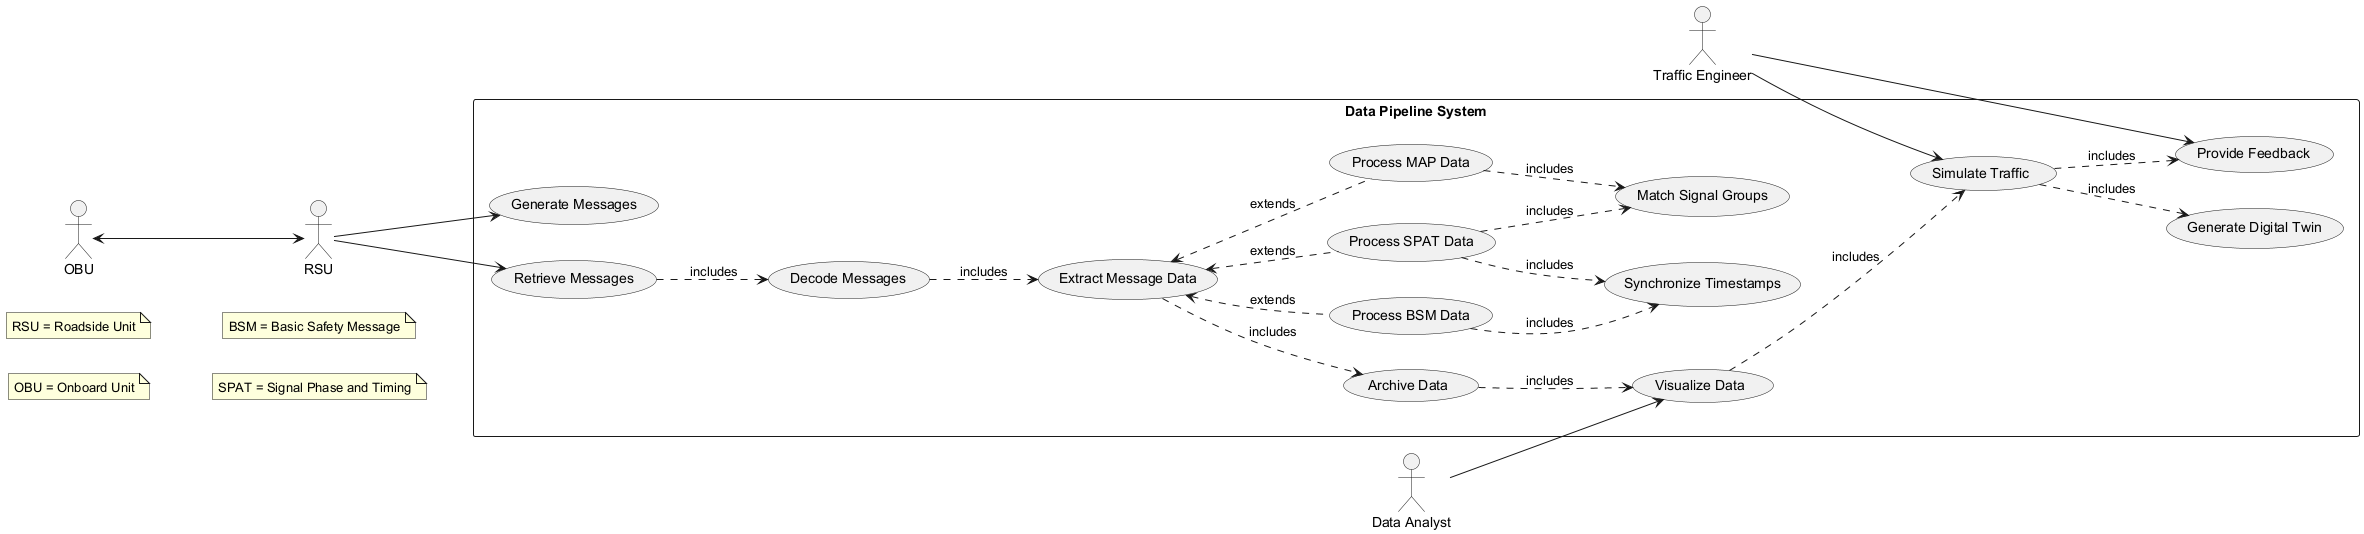 Traffic Engineer
Data Pipeline System
Process MAP Data
includes
Match Signal Groups
Simulate Traffic
includes
Provide Feedback
includes
Generate Digital Twin
Generate Messages
extends
includes
Process SPAT Data
extends
includes
Synchronize Timestamps
includes
OBU
RSU
Retrieve Messages
includes
Decode Messages
includes
Extract Message Data
extends
Process BSM Data
includes
includes
RSU = Roadside Unit
BSM = Basic Safety Message
OBU = Onboard Unit
SPAT = Signal Phase and Timing
Archive Data
includes
Visualize Data
Data Analyst